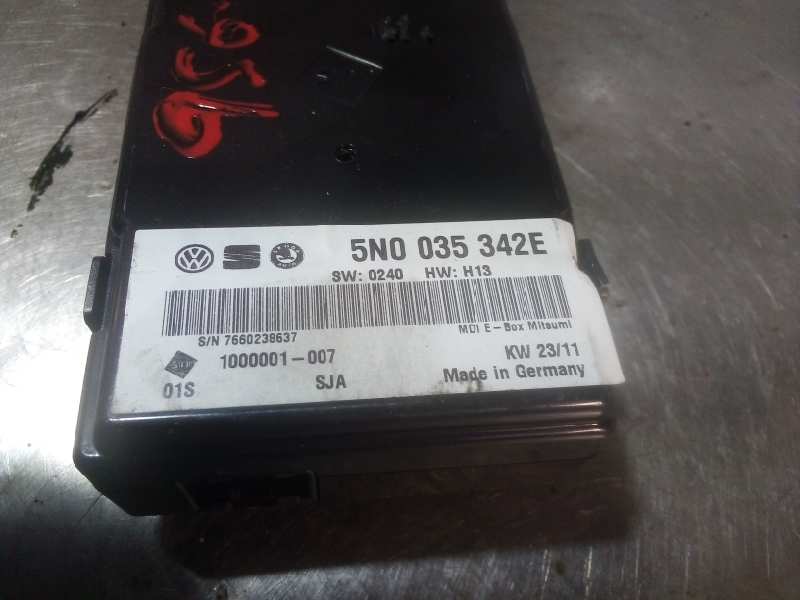 956
5N0 035 342E
SW: 0240 HW: H13
S/N 7660238637
MDI E-Box Mitsumi
1000001-007
KW 23/11
01S
SJA
Made in Germany